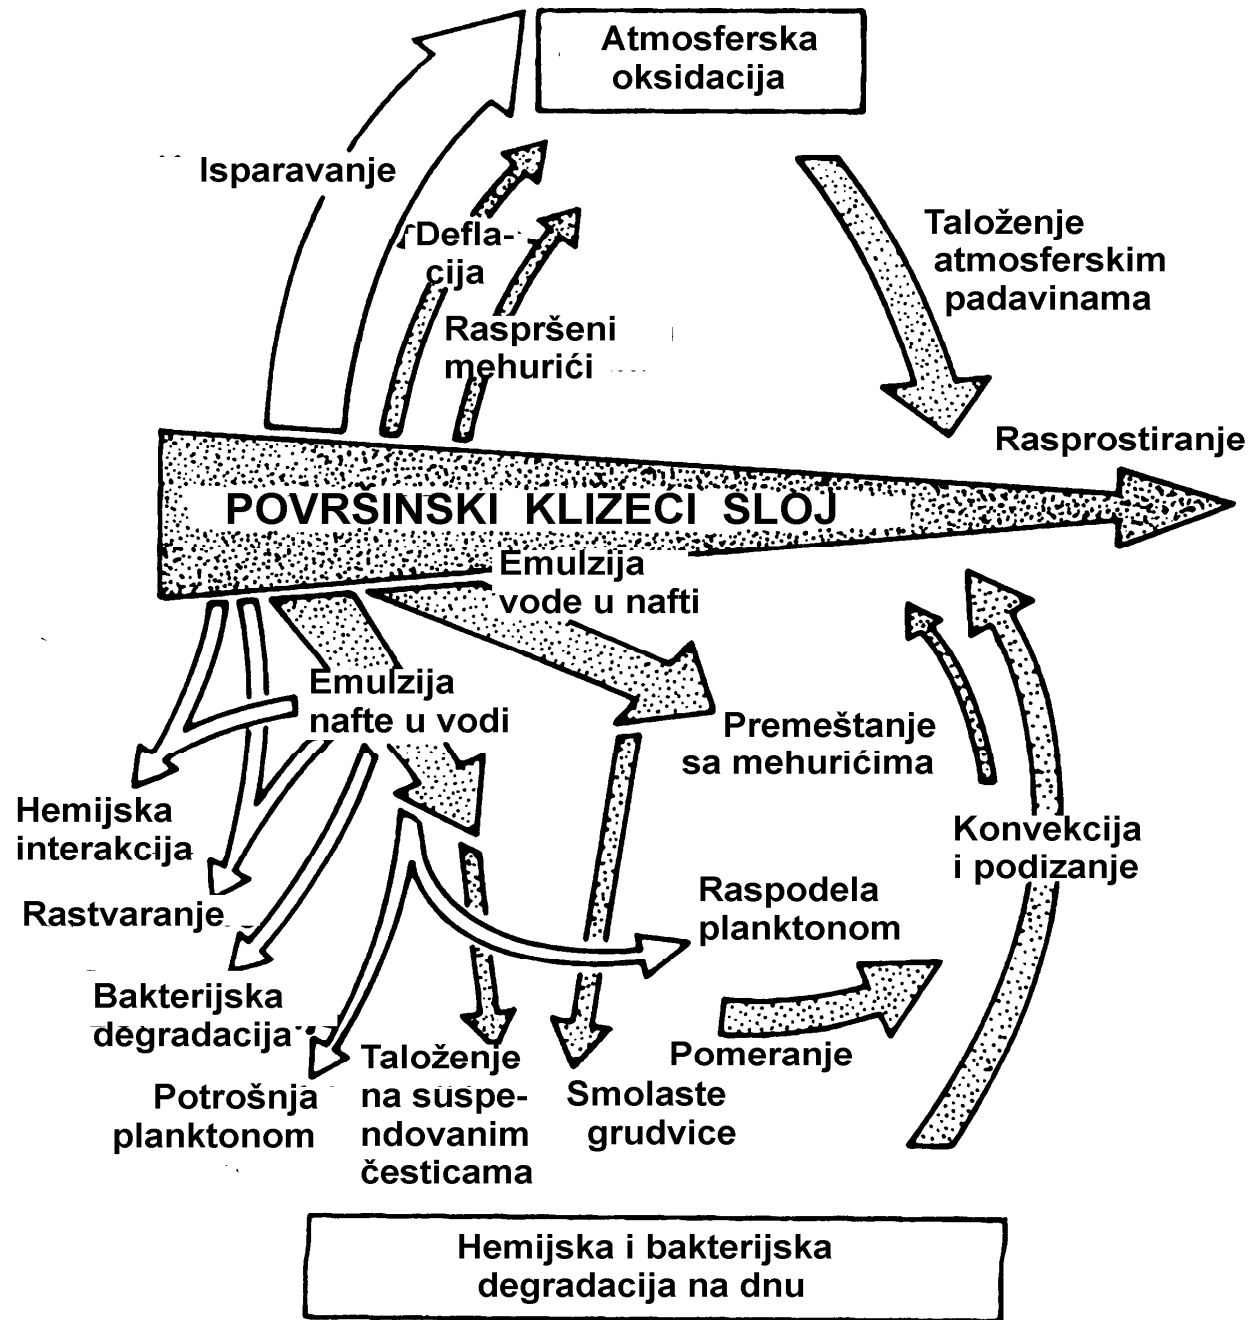 Atmosferska
oksidacija
Isparavanje
Defla-
cija
Raspršeni
mehurići
Taloženje
atmosferskim
padavinama
Rasprostiranje
POVRŠINSKI KLIZEĆI SLOJ
Emulzija
vode u nafti
Emulzija
nafte u vodi
Premeštanje
sa mehurićima
Hemijska
interakcija
Konvekcija
i podizanje
Rastvaranje
Raspodela
planktonom
Bakterijska
degradacija
Pomeranje
Potrošnja
planktonom
Taloženje
na suspe-
ndovanim
česticama
Smolaste
grudvice
Hemijska i bakterijska
degradacija na dnu